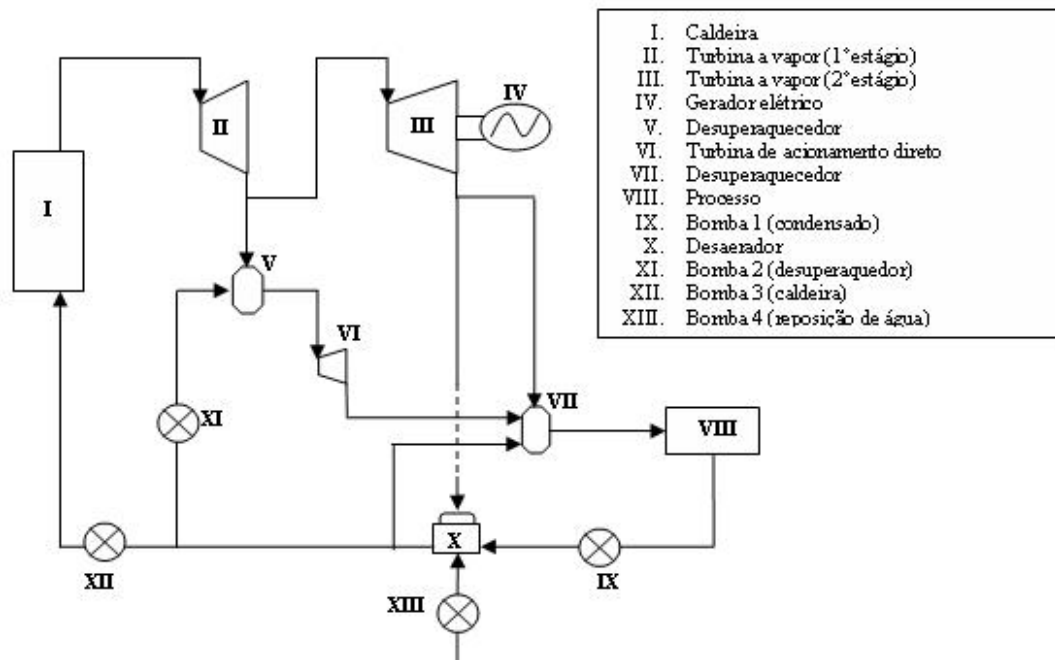 I. Caldeira
II. Turbina a vapor (1°estágio)
III. Turbina a vapor (2°estágio)
IV. Gerador elétrico
V. Desuperaquecedor
VI. Turbina de acionamento direto
VII. Desuperaquecedor
VIII. Processo
IX. Bomba 1 (condensado)
X. Desaerador
XI. Bomba 2 (desuperaquedor)
XII. Bomba 3 (caldeira)
XIII. Bomba 4 (reposição de água)
IV
II
III
I
V
VI
VII
XI
VIII
X
XII
IX
XIII